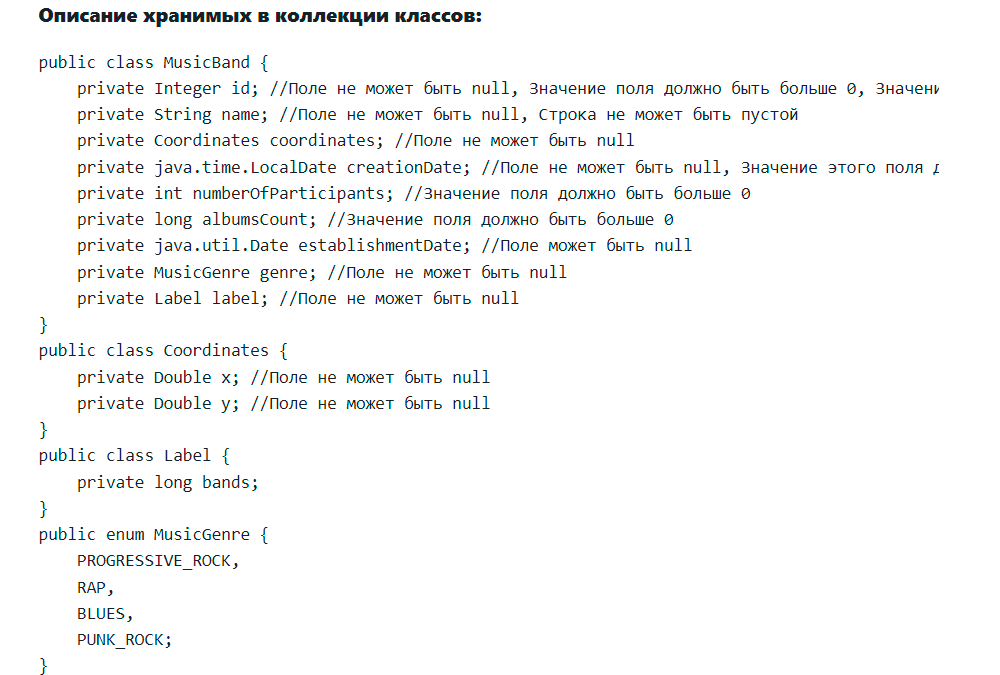 Описание хранимых в коллекции классов:
public class MusicBand {
    private Integer id; //Поле не может быть null, Значение поля должно быть больше 0,
    private String name; //Поле не может быть null, Строка не может быть пустой
    private Coordinates coordinates; //Поле не может быть null
    private java.time.LocalDate creationDate; //Поле не может быть null, Значение этого поля
    private int numberOfParticipants; //Значение поля должно быть больше 0
    private long albumsCount; //Значение поля должно быть больше 0
    private java.util.Date establishmentDate; //Поле может быть null
    private MusicGenre genre; //Поле не может быть null
    private Label label; //Поле не может быть null
}
public class Coordinates {
    private Double x; //Поле не может быть null
    private Double y; //Поле не может быть null
}
public class Label {
    private long bands;
}
public enum MusicGenre {
    PROGRESSIVE_ROCK,
    RAP,
    BLUES,
    PUNK_ROCK;
}